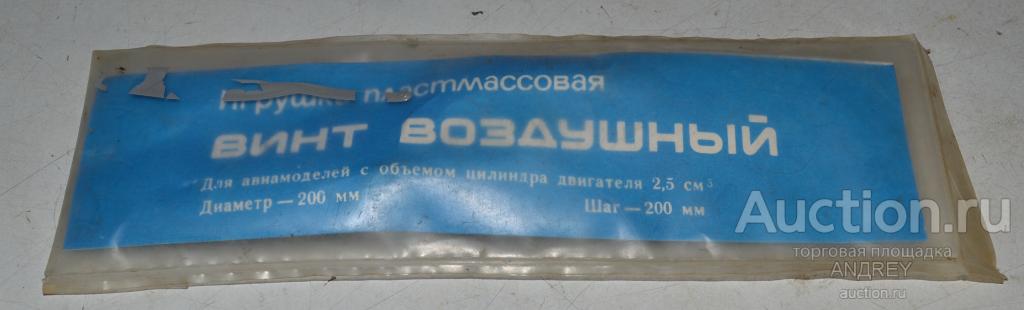 Игрушка пластмассовая
ВИНТ ВОЗДУШНЫЙ
Для авиамоделей с объемом цилиндра двигателя 2,5 см³
Диаметр — 200 мм Шаг — 200 мм
Auction.ru
торговая площадка
ANDREY
auction.ru